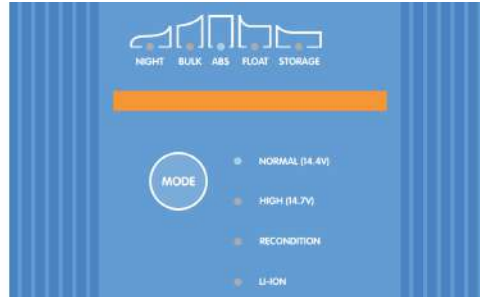 NIGHT BULK ABS FLOAT STORAGE
NORMAL (14.4V)
MODE
HIGH (14.7V)
RECONDITION
LI-ION